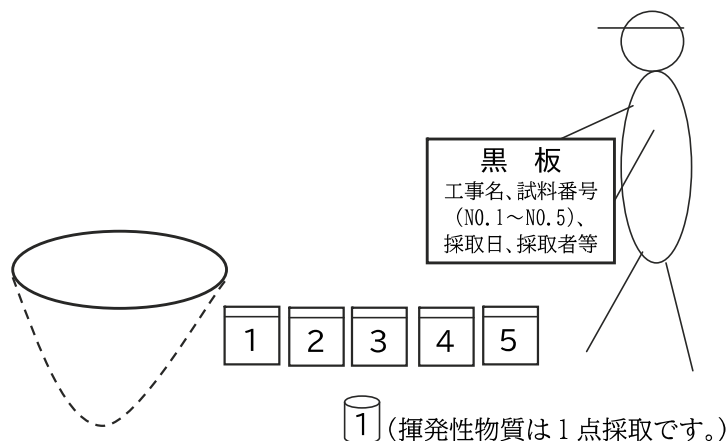 黒　板
工事名、試料番号
(NO.1～NO.5)、
採取日、採取者等
1 2 3 4 5
1 (揮発性物質は1点採取です。)